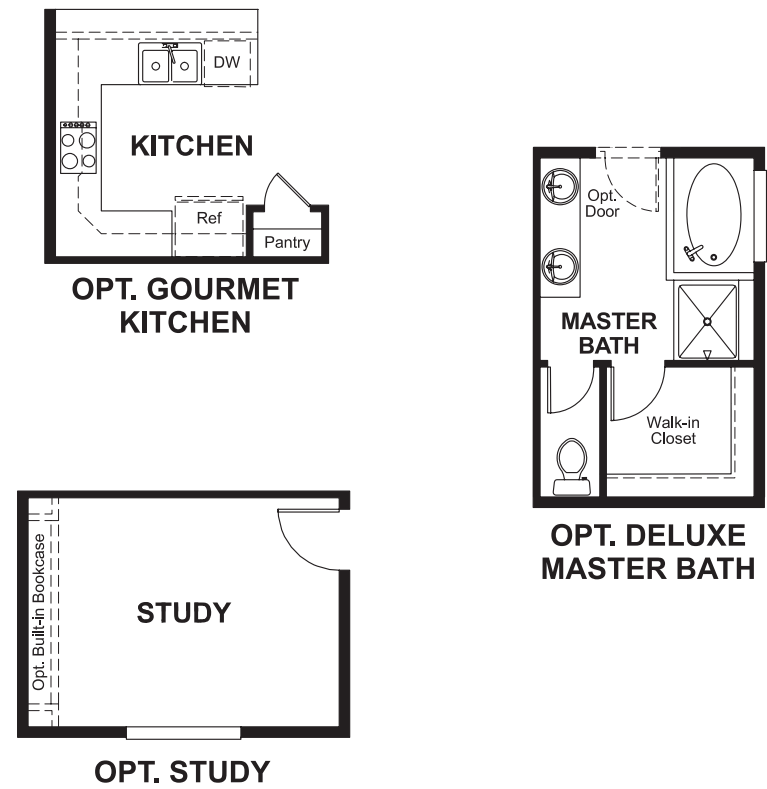 DW
KITCHEN
Ref
Pantry
OPT. GOURMET
KITCHEN
Opt.
Door
MASTER
BATH
Walk-in
Closet
OPT. DELUXE
MASTER BATH
Opt. Built-in Bookcase
STUDY
OPT. STUDY